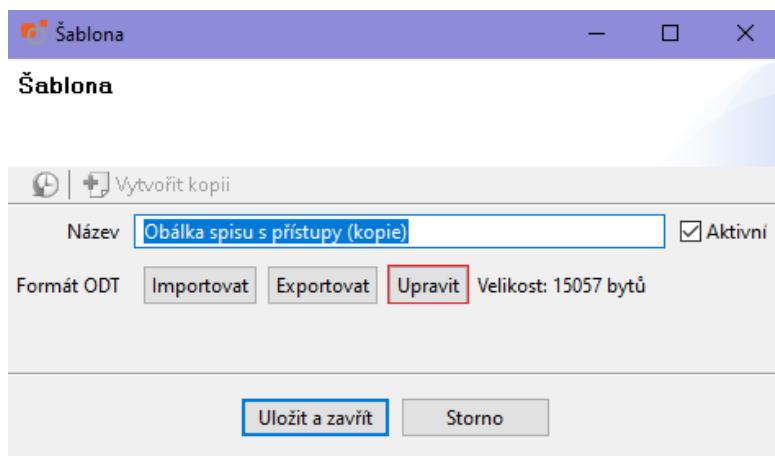 Šablona
Šablona
Vytvořit kopii
Název Obálka spisu s přístupy (kopie) Aktivní
Formát ODT Importovat Exportovat Upravit Velikost: 15057 bytů
Uložit a zavřít Storno